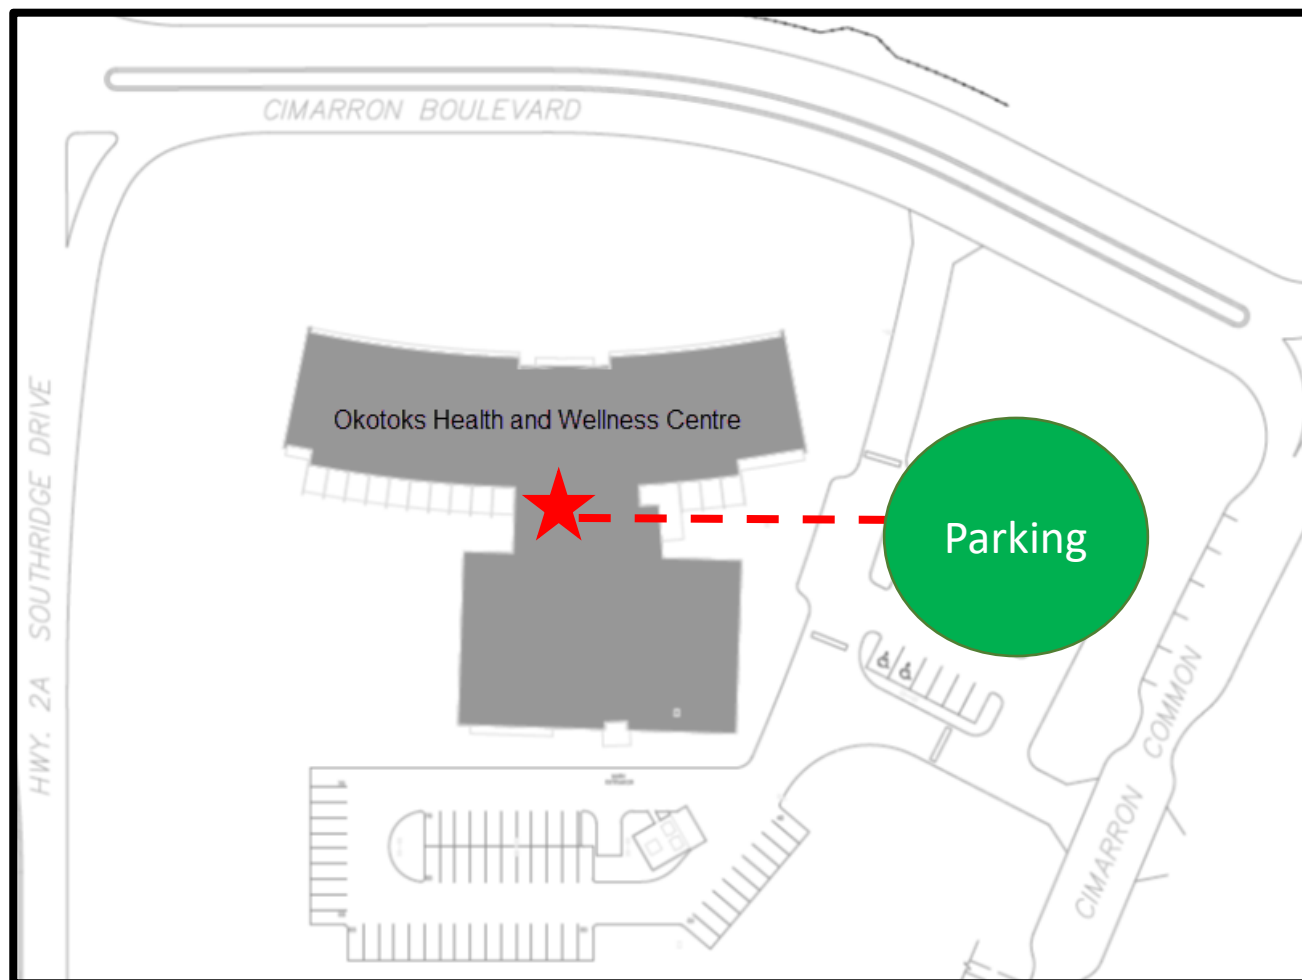 CIMARRON BOULEVARD
HWY. 2A SOUTHRIDGE DRIVE
Okotoks Health and Wellness Centre
Parking
CIMARRON COMMON